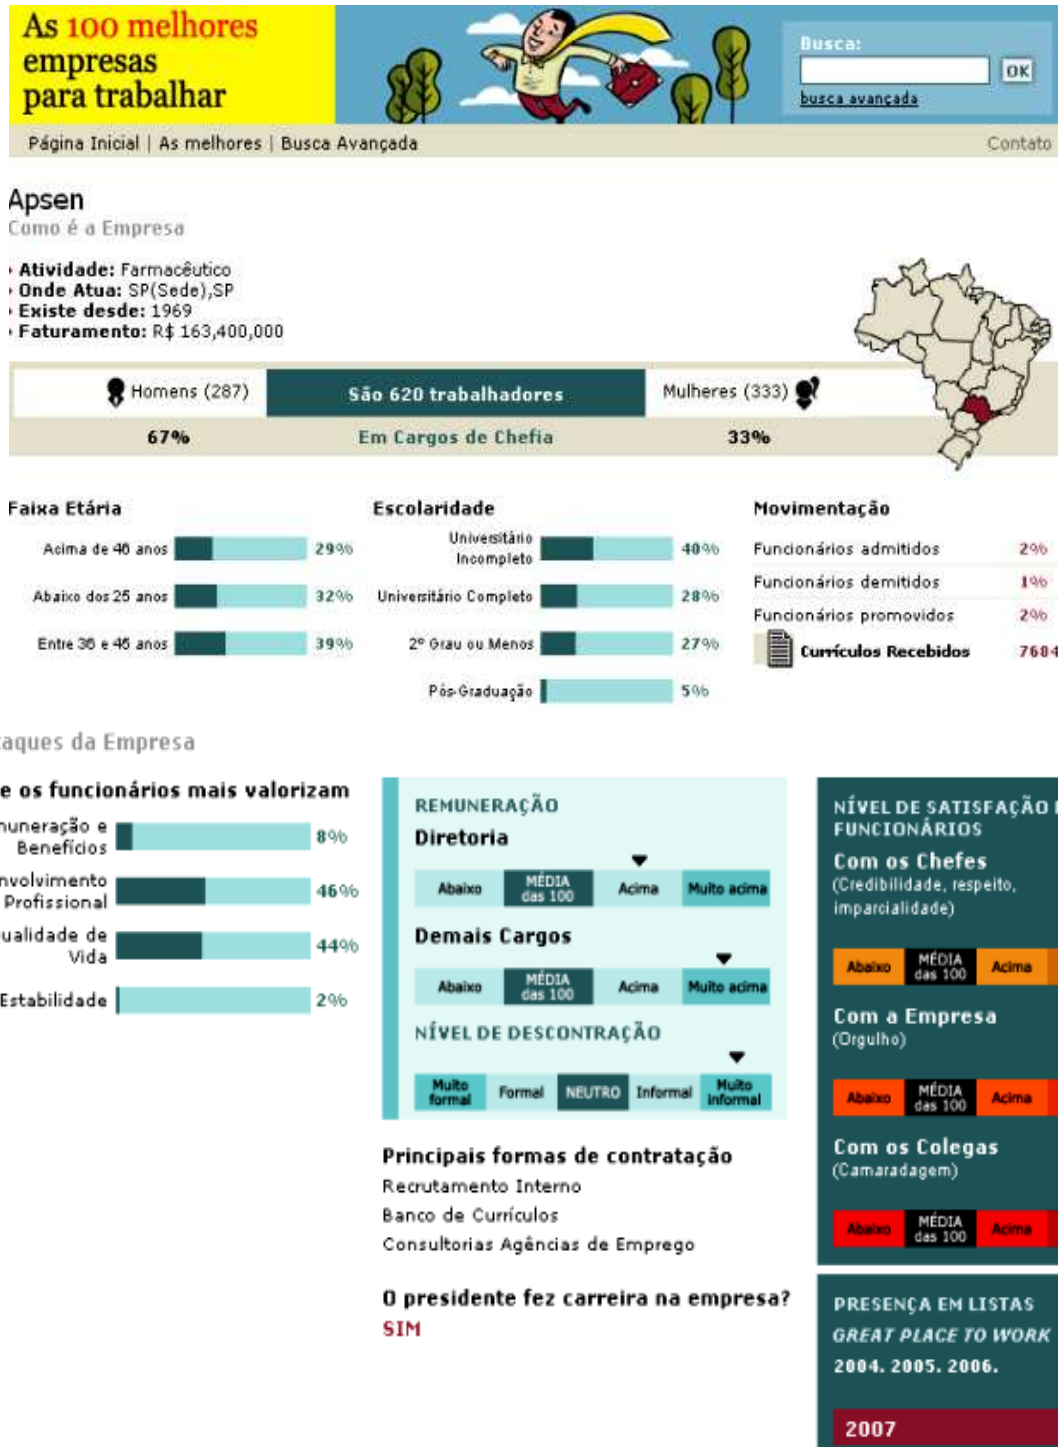 As 100 melhores
empresas
para trabalhar
Busca:
OK
busca avançada
Página Inicial | As melhores | Busca Avançada
Contato
Apsen
Como é a Empresa
Atividade: Farmacêutico
Onde Atua: SP(Sede),SP
Existe desde: 1969
Faturamento: R$ 163,400,000
Homens (287)
São 620 trabalhadores
Mulheres (333)
67%
Em Cargos de Chefia
33%
Faixa Etária
Acima de 46 anos 29%
Abaixo dos 25 anos 32%
Entre 36 e 45 anos 39%
Escolaridade
Universitário
Incompleto 40%
Universitário Completo 28%
2º Grau ou Menos 27%
Pós-Graduação 5%
Movimentação
Funcionários admitidos 2%
Funcionários demitidos 1%
Funcionários promovidos 2%
Currículos Recebidos 7684
taques da Empresa
e os funcionários mais valorizam
muneração e
Benefícios 8%
nvolvimento
Profissional 46%
ualidade de
Vida 44%
Estabilidade 2%
REMUNERAÇÃO
Diretoria
Abaixo MÉDIA das 100 Acima Muito acima
Demais Cargos
Abaixo MÉDIA das 100 Acima Muito acima
NÍVEL DE DESCONTRAÇÃO
Muito formal Formal NEUTRO Informal Muito informal
Principais formas de contratação
Recrutamento Interno
Banco de Currículos
Consultorias Agências de Emprego
O presidente fez carreira na empresa?
SIM
NÍVEL DE SATISFAÇÃO
FUNCIONÁRIOS
Com os Chefes
(Credibilidade, respeito,
imparcialidade)
Abaixo MÉDIA das 100 Acima
Com a Empresa
(Orgulho)
Abaixo MÉDIA das 100 Acima
Com os Colegas
(Camaradagem)
Abaixo MÉDIA das 100 Acima
PRESENÇA EM LISTAS
GREAT PLACE TO WORK
2004. 2005. 2006.
2007